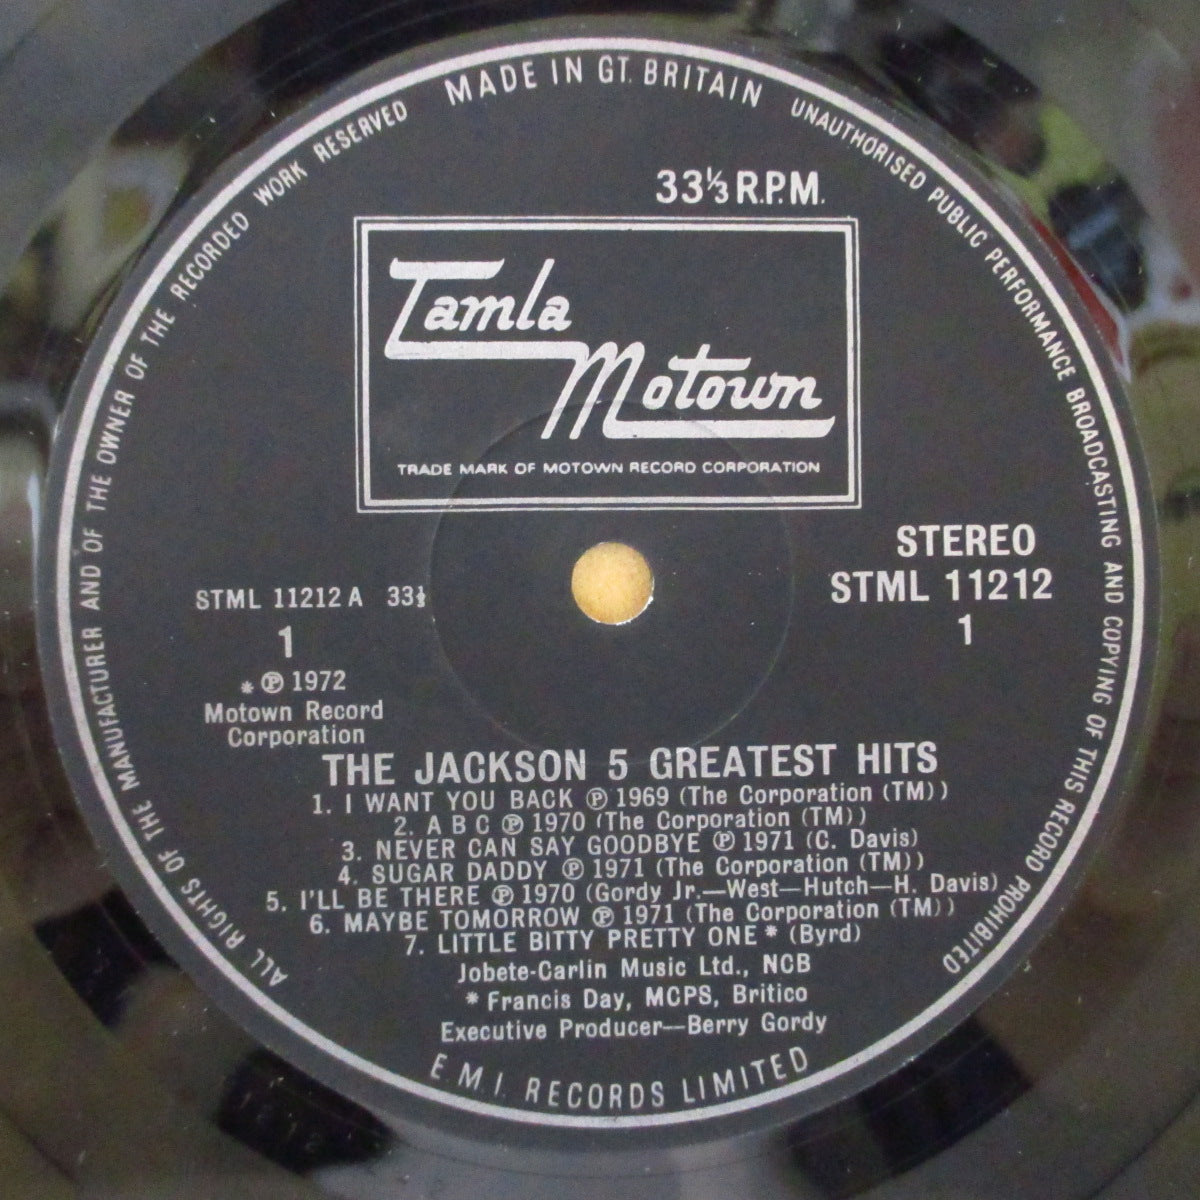 MADE IN GT. BRITAIN
UNAUTHORISED PUBLIC PERFORMANCE BROADCASTING AND COPYING OF THIS RECORD PROHIBITED
ALL RIGHTS OF THE MANUFACTURER AND OF THE OWNER OF THE RECORDED WORK RESERVED
33⅓ R.P.M.
Tamla
Motown
TRADE MARK OF MOTOWN RECORD CORPORATION
STEREO
STML 11212
1
STML 11212 A 33⅓
1
* ℗ 1972
Motown Record
Corporation
THE JACKSON 5 GREATEST HITS
1. I WANT YOU BACK ℗ 1969 (The Corporation (TM))
2. A B C ℗ 1970 (The Corporation (TM))
3. NEVER CAN SAY GOODBYE ℗ 1971 (C. Davis)
4. SUGAR DADDY ℗ 1971 (The Corporation (TM))
5. I'LL BE THERE ℗ 1970 (Gordy Jr.—West—Hutch—H. Davis)
6. MAYBE TOMORROW ℗ 1971 (The Corporation (TM))
7. LITTLE BITTY PRETTY ONE * (Byrd)
Jobete-Carlin Music Ltd., NCB
* Francis Day, MCPS, Britico
Executive Producer—Berry Gordy
E.M.I. RECORDS LIMITED